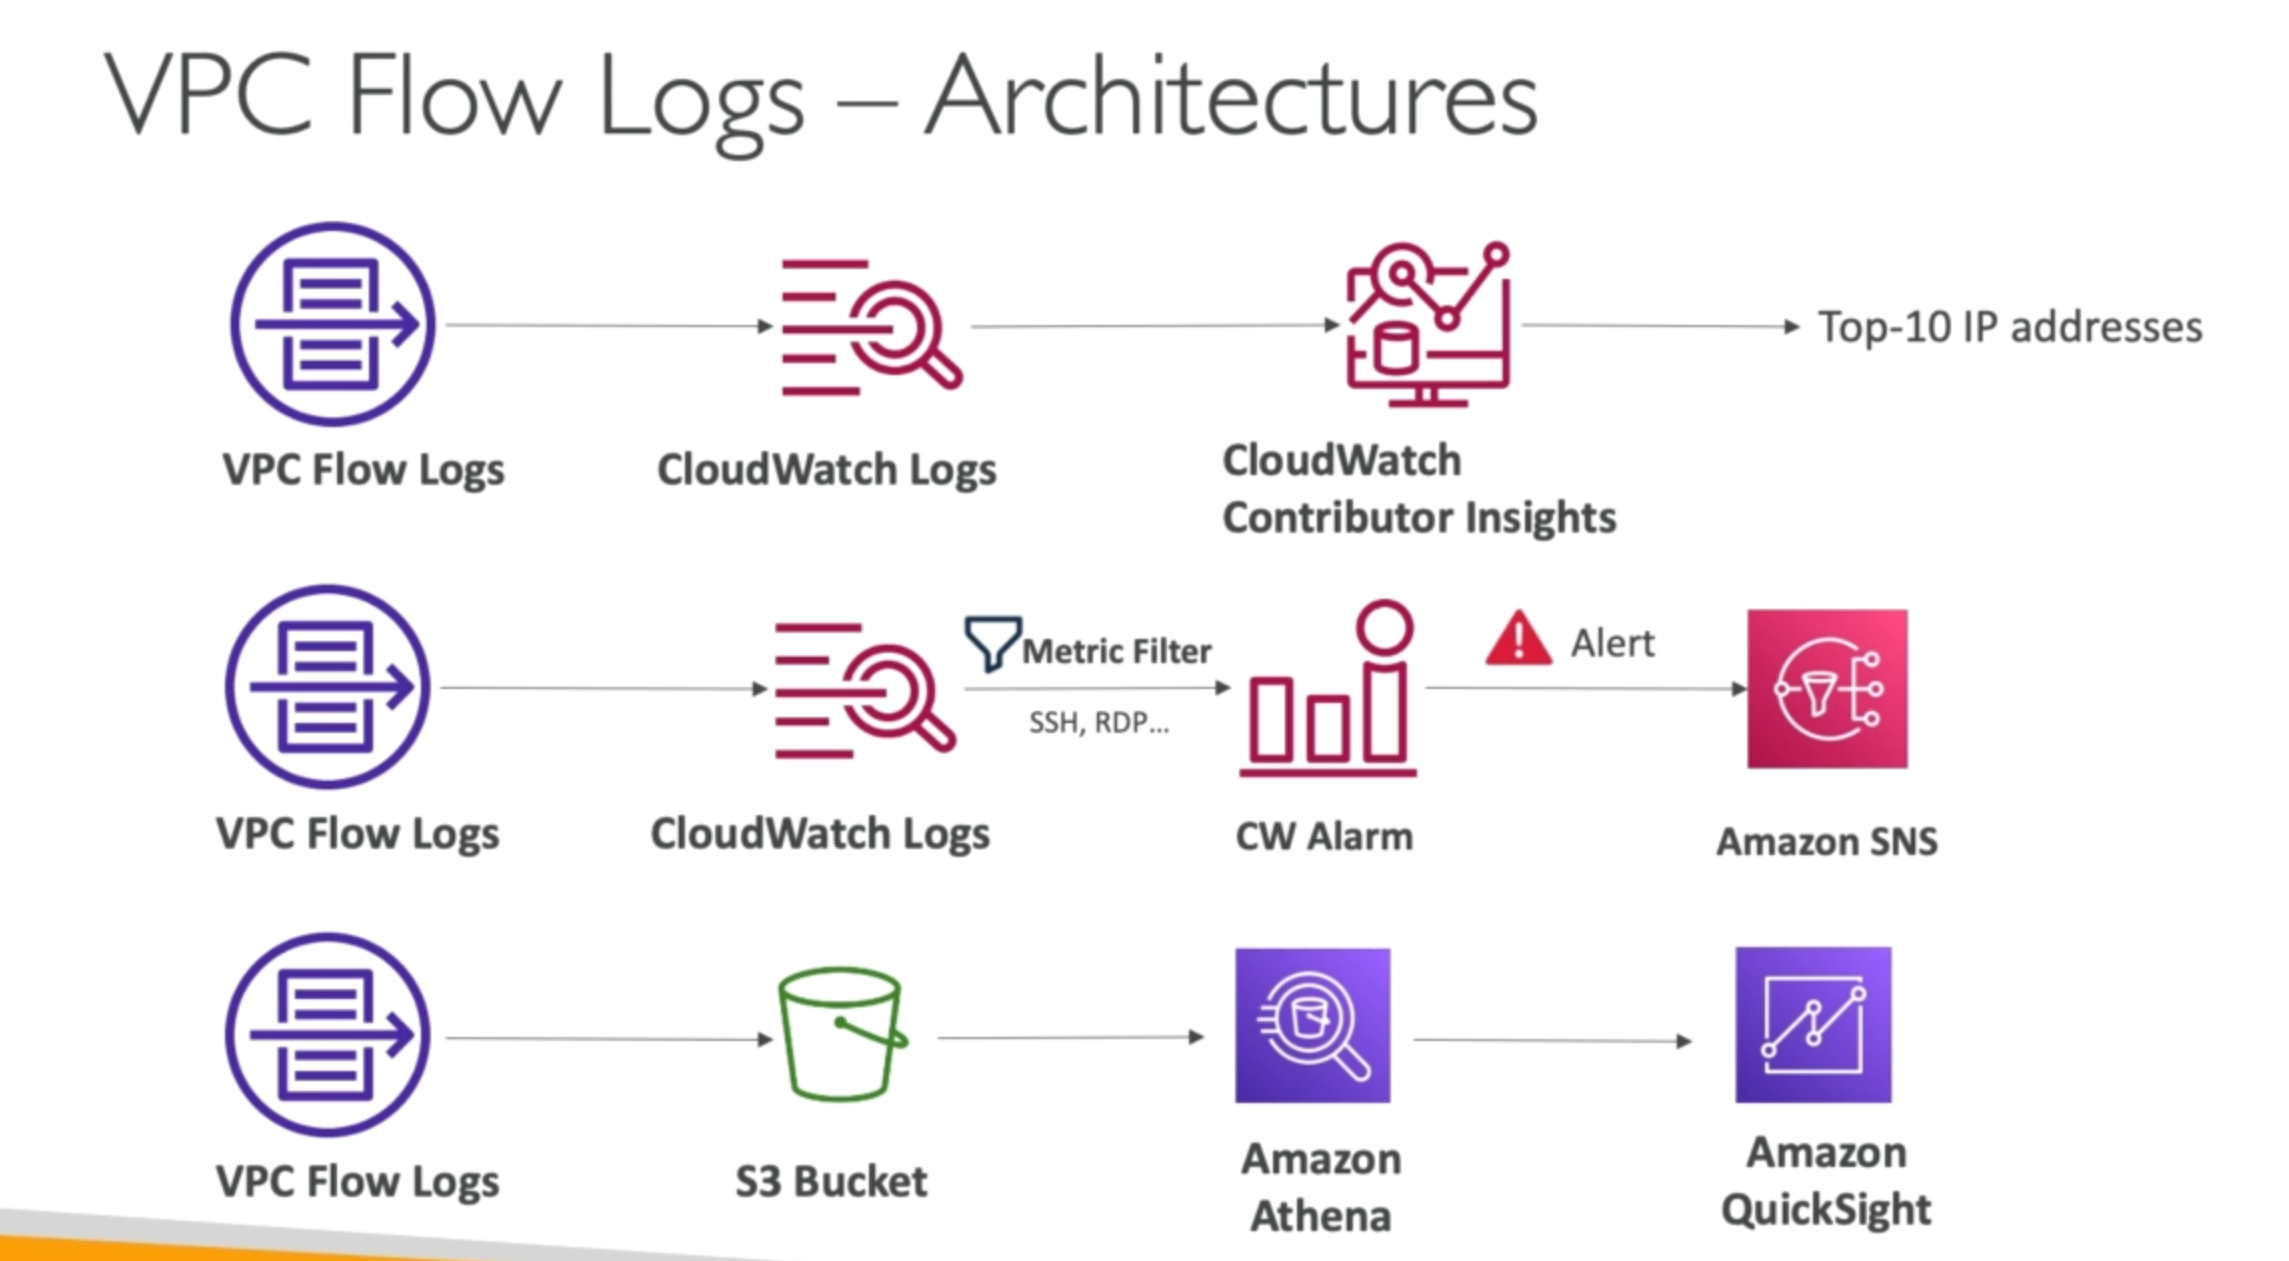 VPC Flow Logs – Architectures
Top-10 IP addresses
VPC Flow Logs
CloudWatch Logs
CloudWatch
Contributor Insights
Metric Filter
SSH, RDP...
Alert
VPC Flow Logs
CloudWatch Logs
CW Alarm
Amazon SNS
VPC Flow Logs
S3 Bucket
Amazon
Athena
Amazon
QuickSight